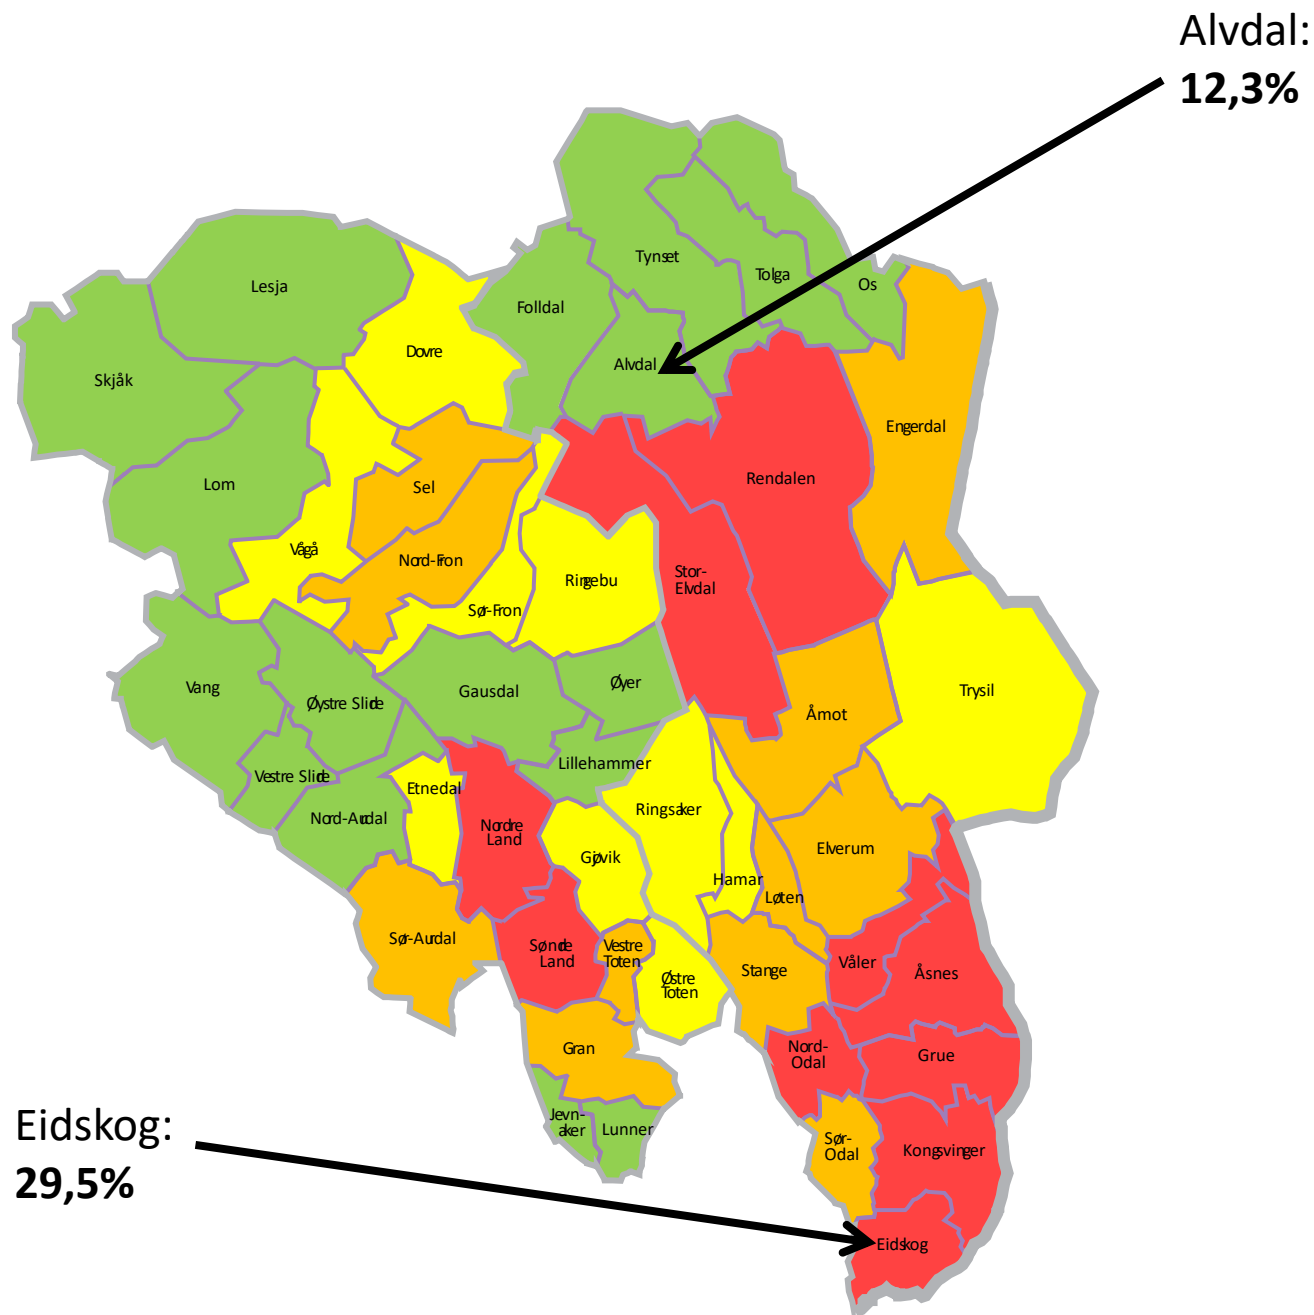 Alvdal:
12,3%
Tynset
Tolga
Os
Lesja
Folldal
Dovre
Alvdal
Skjåk
Engerdal
Lom
Sel
Rendalen
Vågå
Nord-Fron
Ringebu
Stor-
Elvdal
Sør-Fron
Vang
Øystre Slidre
Gausdal
Øyer
Trysil
Åmot
Vestre Slidre
Lillehammer
Etnedal
Nord-Aurdal
Ringsaker
Nordre
Land
Elverum
Gjøvik
Hamar
Løten
Sør-Aurdal
Søndre
Land
Vestre
Toten
Østre
Toten
Stange
Våler
Åsnes
Gran
Nord-
Odal
Grue
Jevn-
aker
Lunner
Sør-
Odal
Kongsvinger
Eidskog:
29,5%
Eidskog